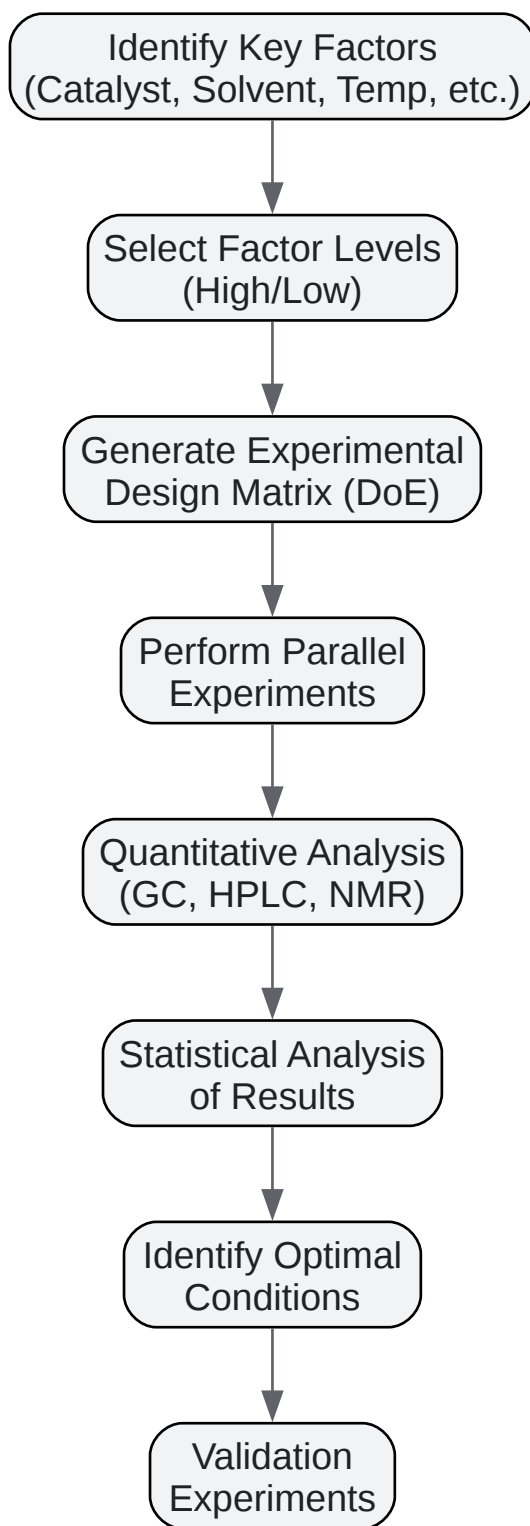 Identify Key Factors
(Catalyst, Solvent, Temp, etc.)
Select Factor Levels
(High/Low)
Generate Experimental
Design Matrix (DoE)
Perform Parallel
Experiments
Quantitative Analysis
(GC, HPLC, NMR)
Statistical Analysis
of Results
Identify Optimal
Conditions
Validation
Experiments